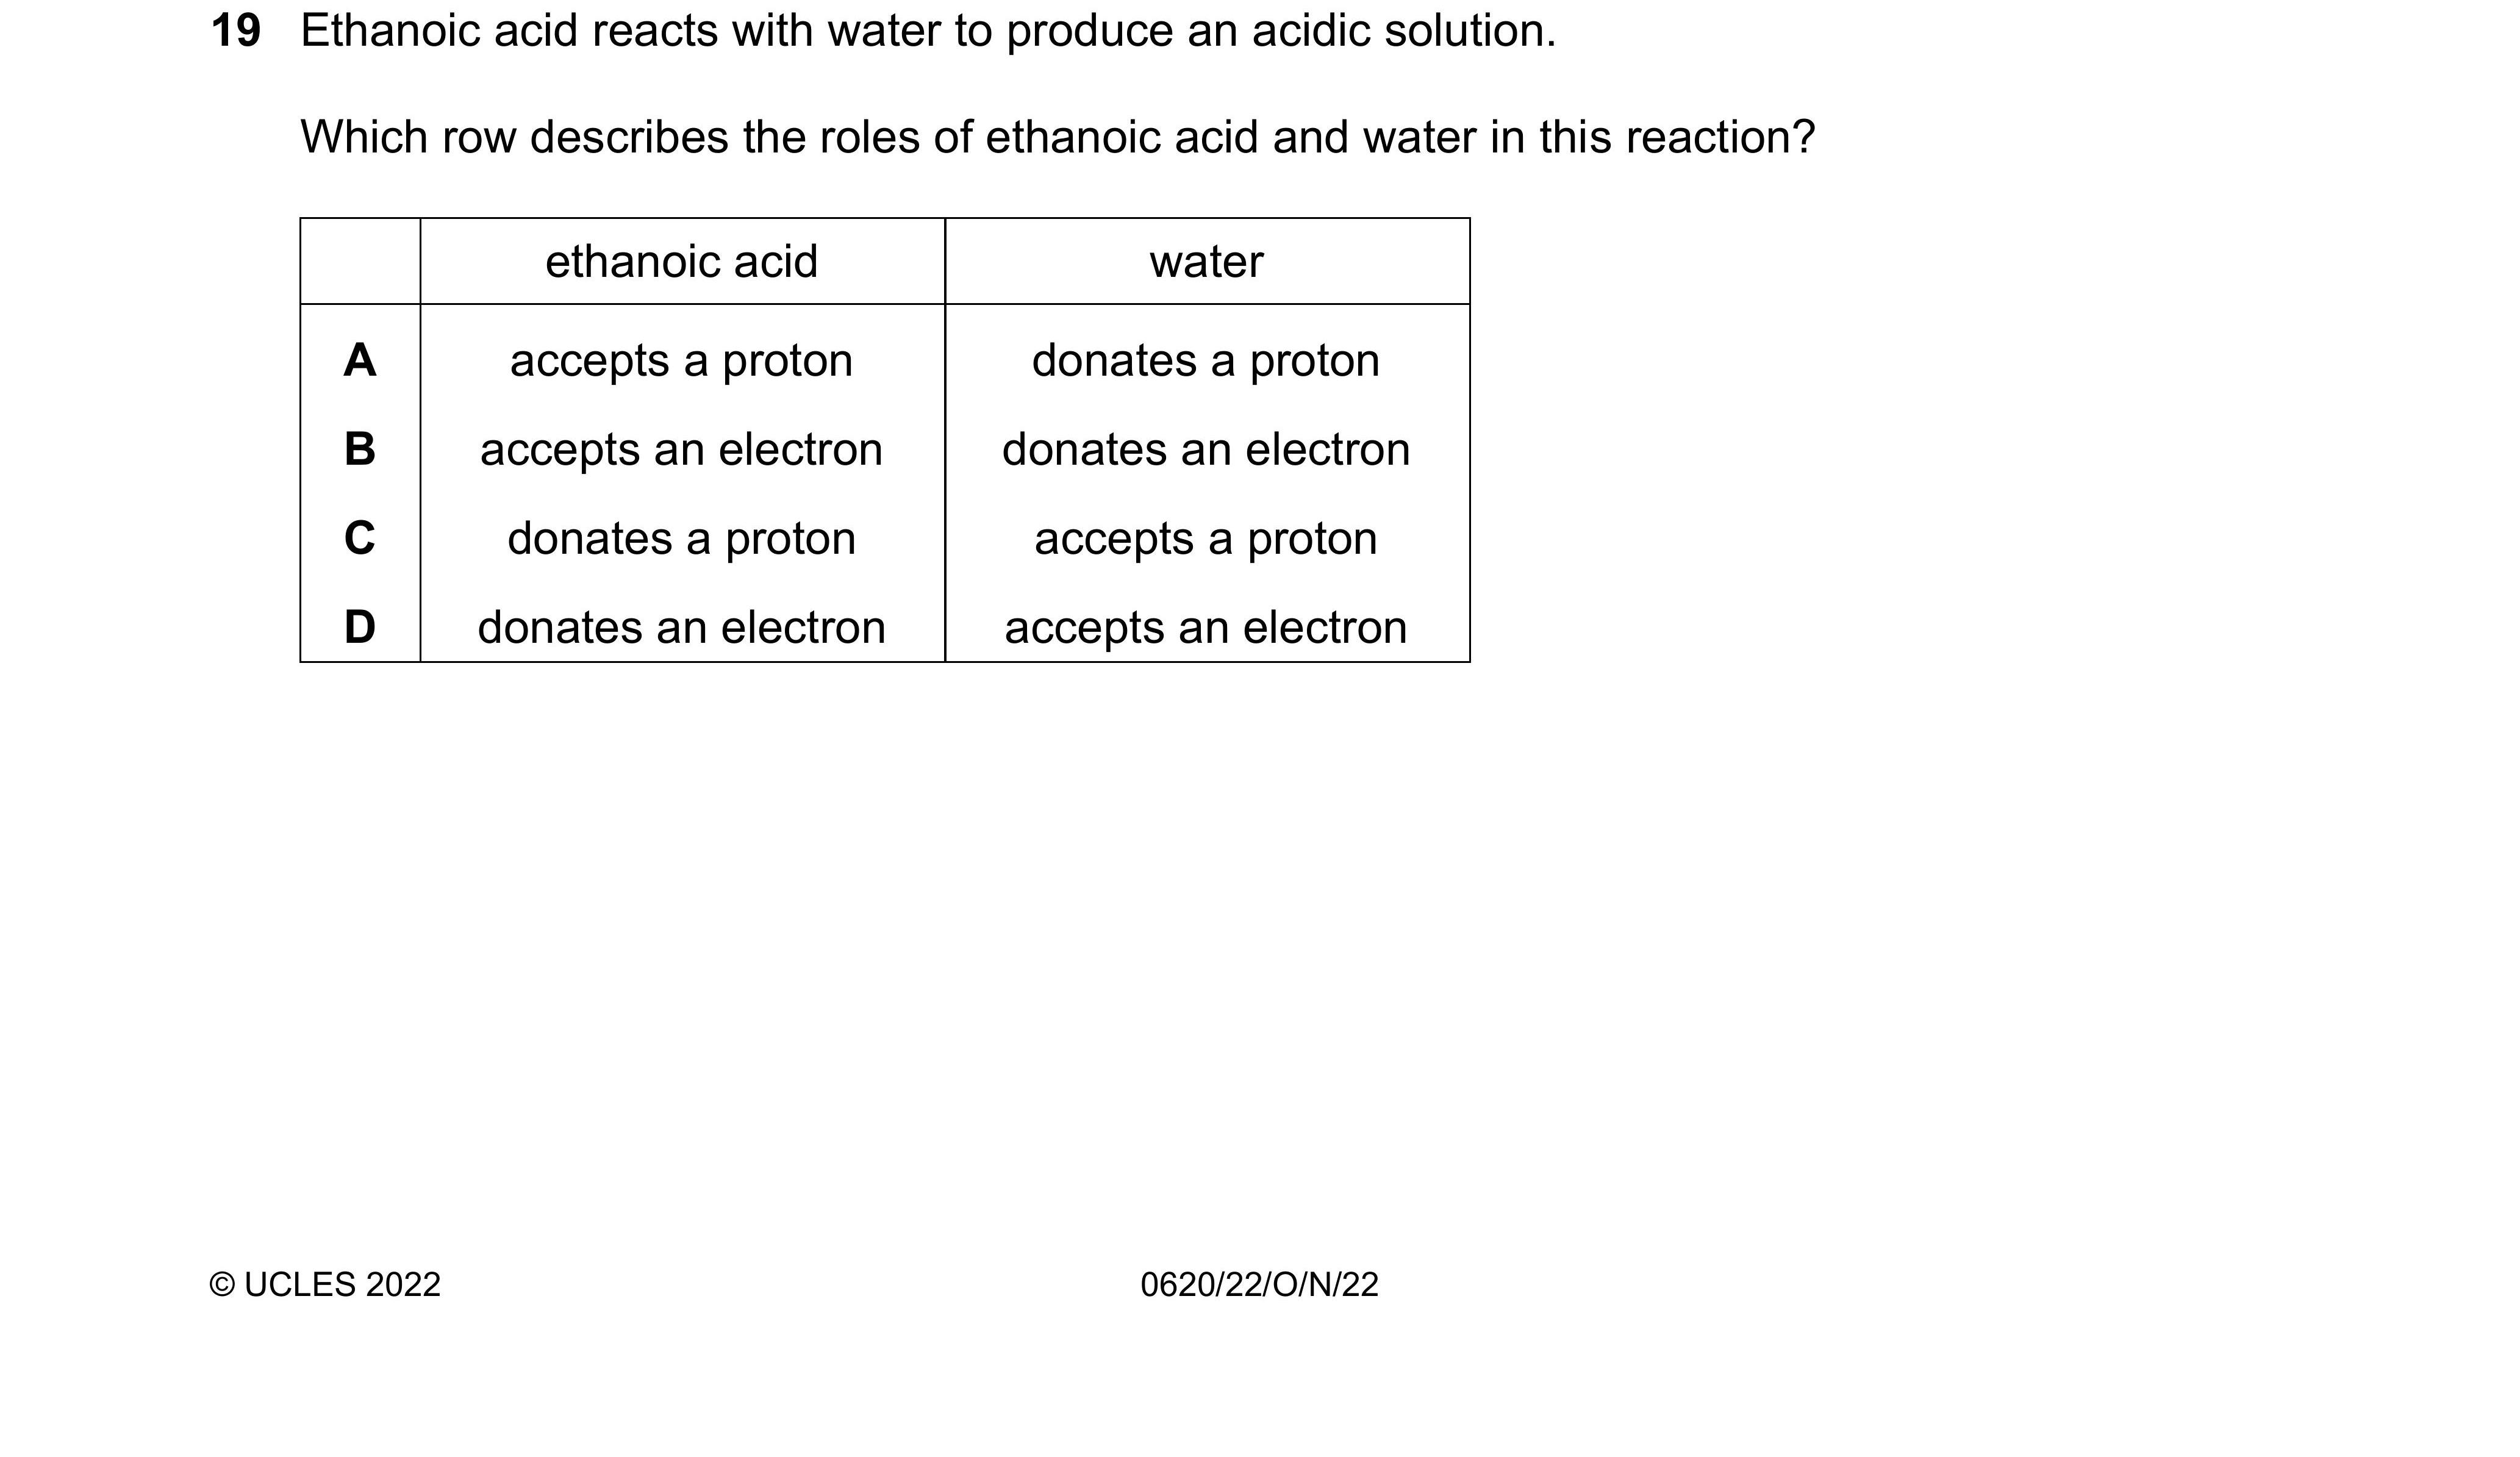 19 Ethanoic acid reacts with water to produce an acidic solution.
Which row describes the roles of ethanoic acid and water in this reaction?
ethanoic acid water
A accepts a proton donates a proton
B accepts an electron donates an electron
C donates a proton accepts a proton
D donates an electron accepts an electron
© UCLES 2022 0620/22/O/N/22